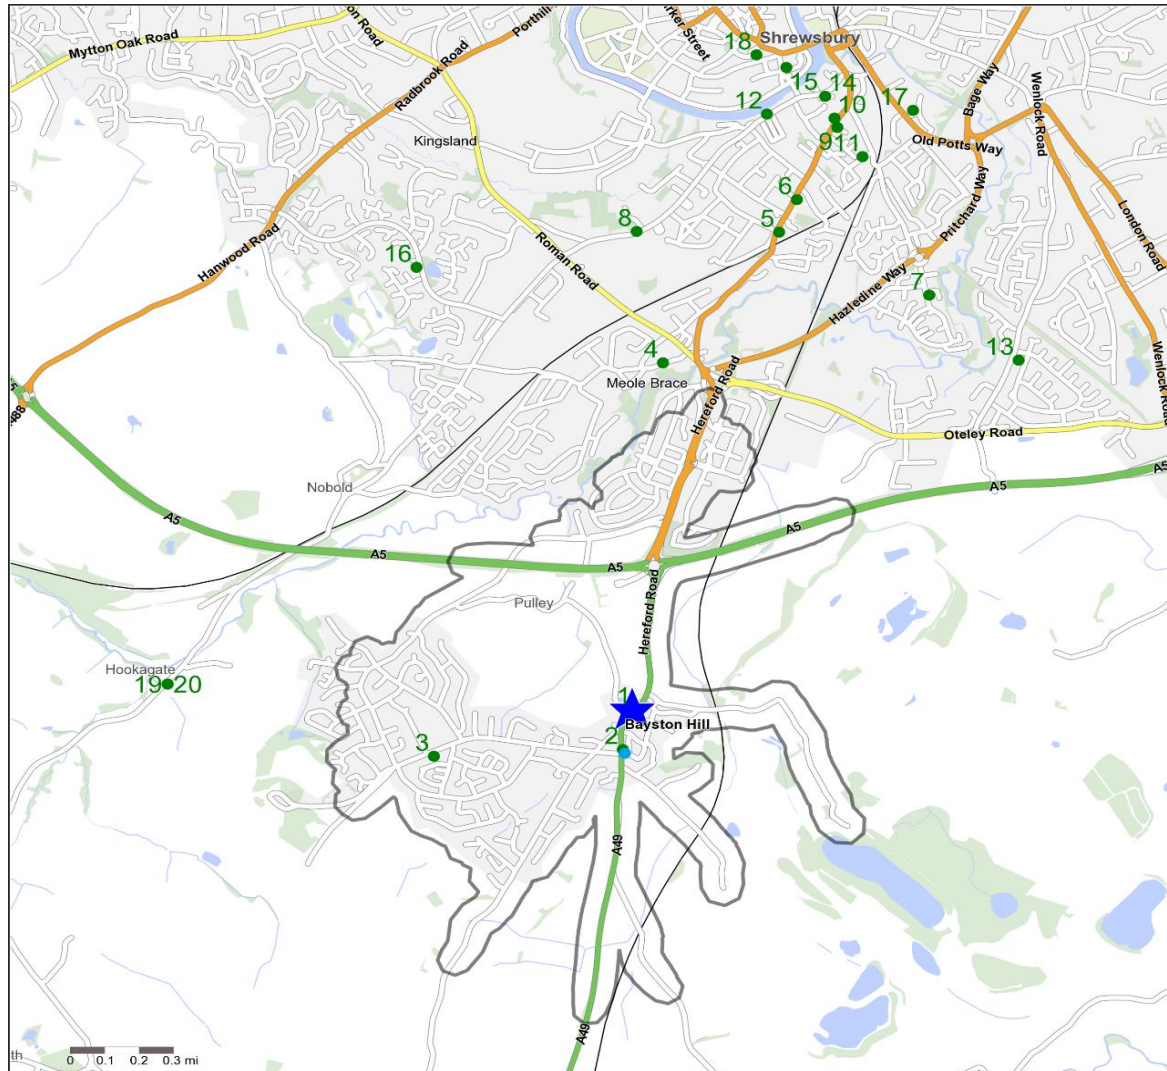 Mytton Oak Road
on Road
Porthill
rker Street
Shrewsbury
18
15
14
12
10
17
Bage Way
Wenlock Road
Radbrook Road
Kingsland
911
Old Potts Way
6
5
8
Pritchard Way
London Road
Hanwood Road
16
Roman Road
Hazledine Way
7
4
Meole Brace
13
Wenlock Road
A5
A488
Hereford Road
Oteley Road
A5
Nobold
A5
A5
A5
A5
Pulley
Hereford Road
Hookagate
19 20
1
Bayston Hill
2
3
A49
A49
th
0 0.1 0.2 0.3 mi